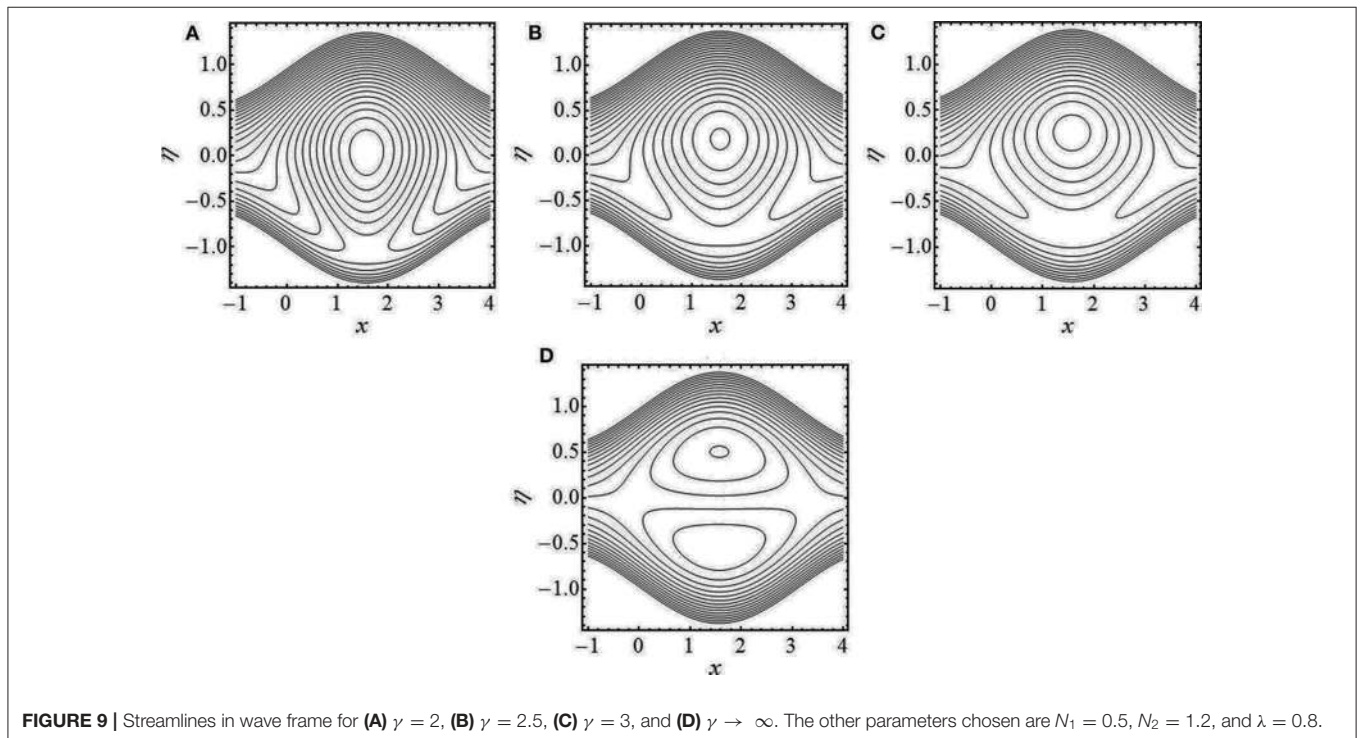 A
B
C
1.0
0.5
0.0
−0.5
−1.0
η
−1 0 1 2 3 4
x
1.0
0.5
0.0
−0.5
−1.0
η
−1 0 1 2 3 4
x
1.0
0.5
0.0
−0.5
−1.0
η
−1 0 1 2 3 4
x
D
1.0
0.5
0.0
−0.5
−1.0
η
−1 0 1 2 3 4
x
FIGURE 9 | Streamlines in wave frame for (A) γ = 2, (B) γ = 2.5, (C) γ = 3, and (D) γ → ∞. The other parameters chosen are N₁ = 0.5, N₂ = 1.2, and λ = 0.8.